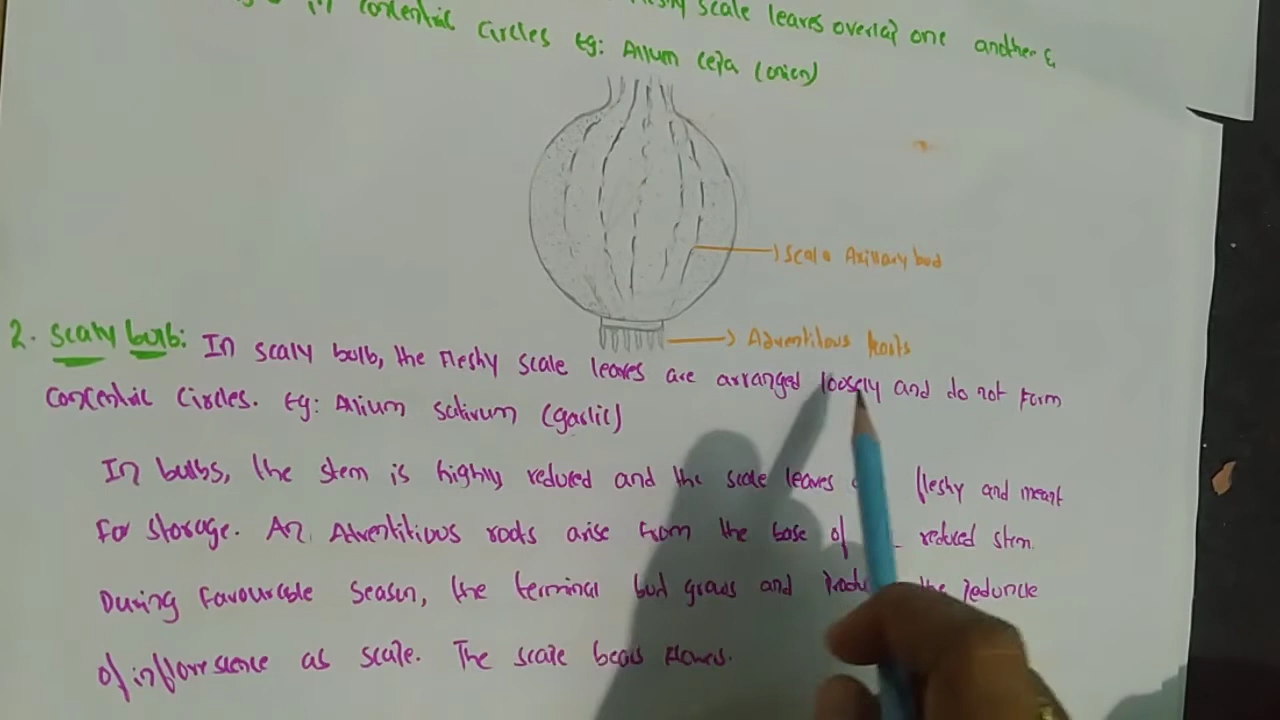 scale leaves overlap one another &
in concentric circles Eg: Allium Cepa (onion)
→ Scale Axillary bud
→ Adventitous Roots
2. Scaly bulb: In scaly bulb, the Fleshy scale leaves are arranged loosely and do not Form
concentric circles. Eg: Allium sativum (garlic)
In bulbs, the stem is highly reduced and the scale leaves fleshy and meant
For storage. An Adventitious roots arise from the base of reduced stem.
During Favourable Season, the terminal bud grows and the Peduncle
of inflorescence as scape. The scape bears Flowers.